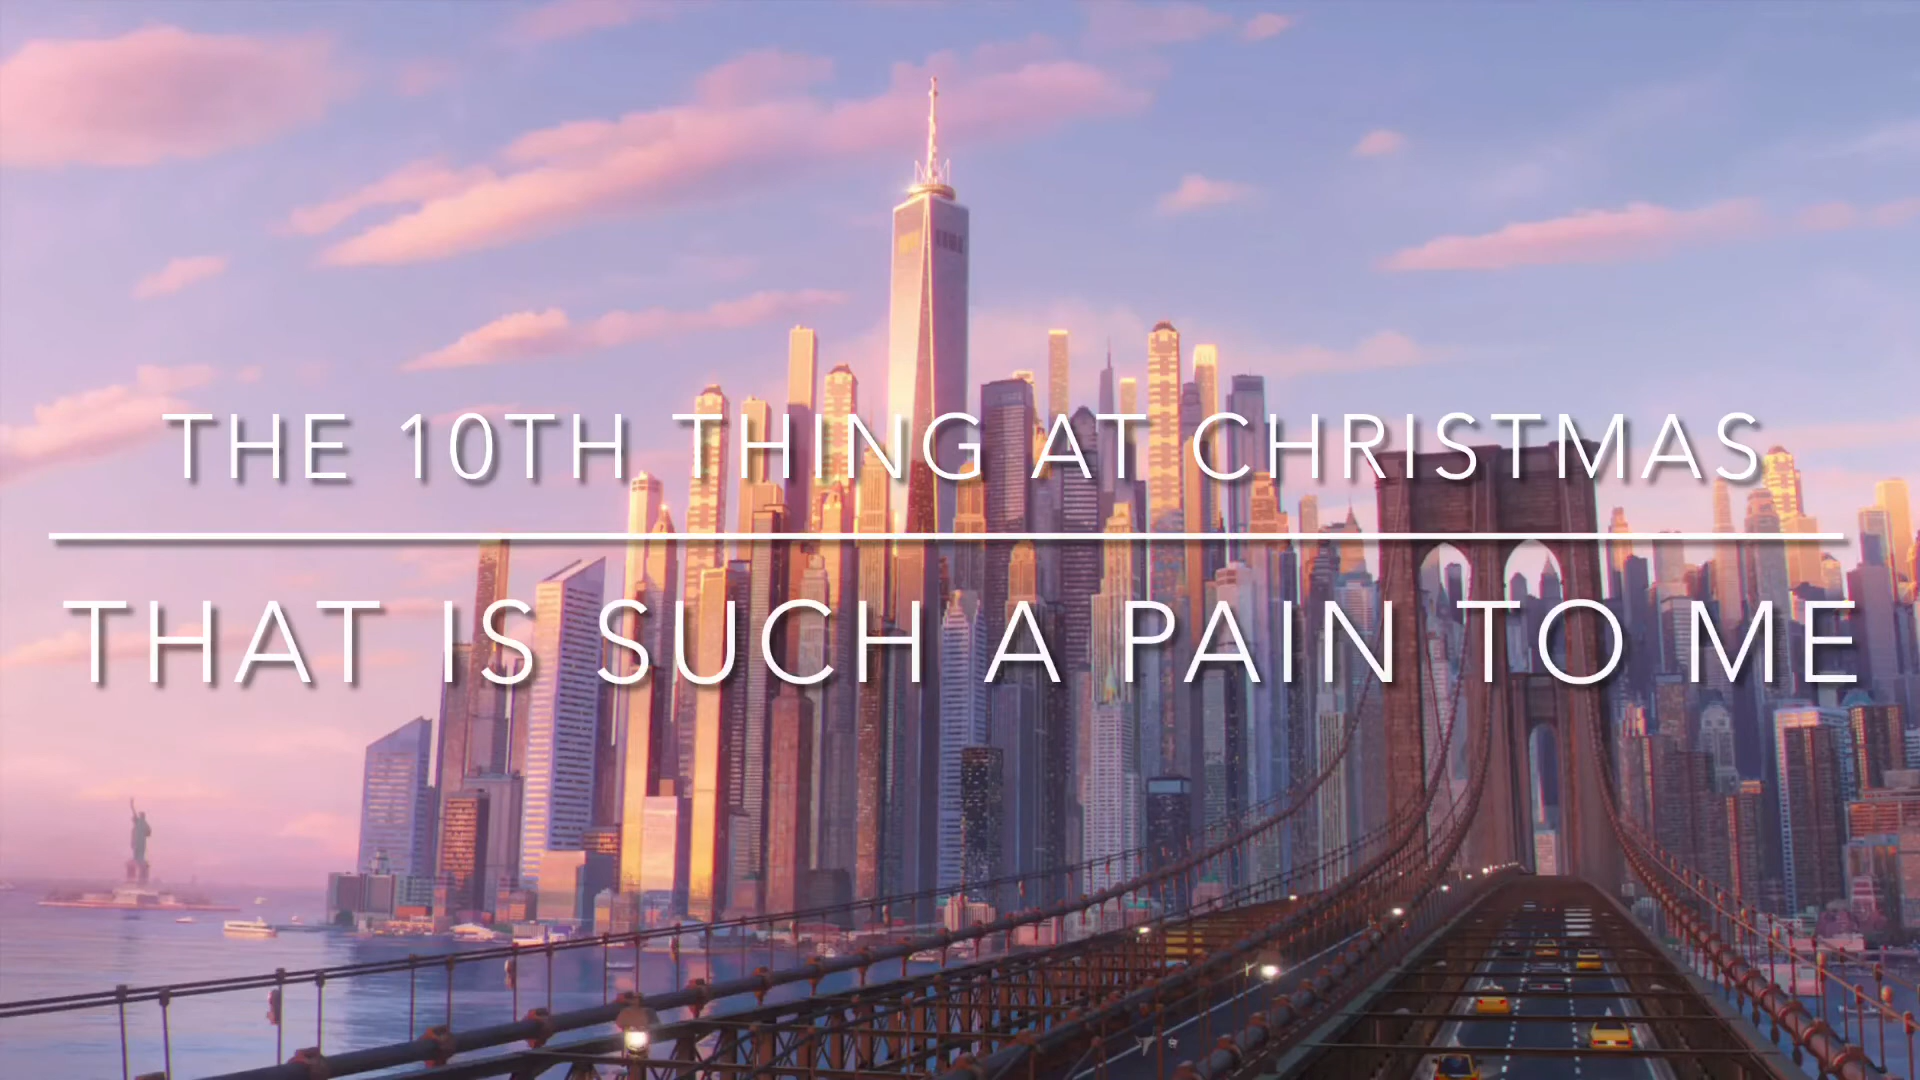 THE 10TH THING AT CHRISTMAS
THAT IS SUCH A PAIN TO ME